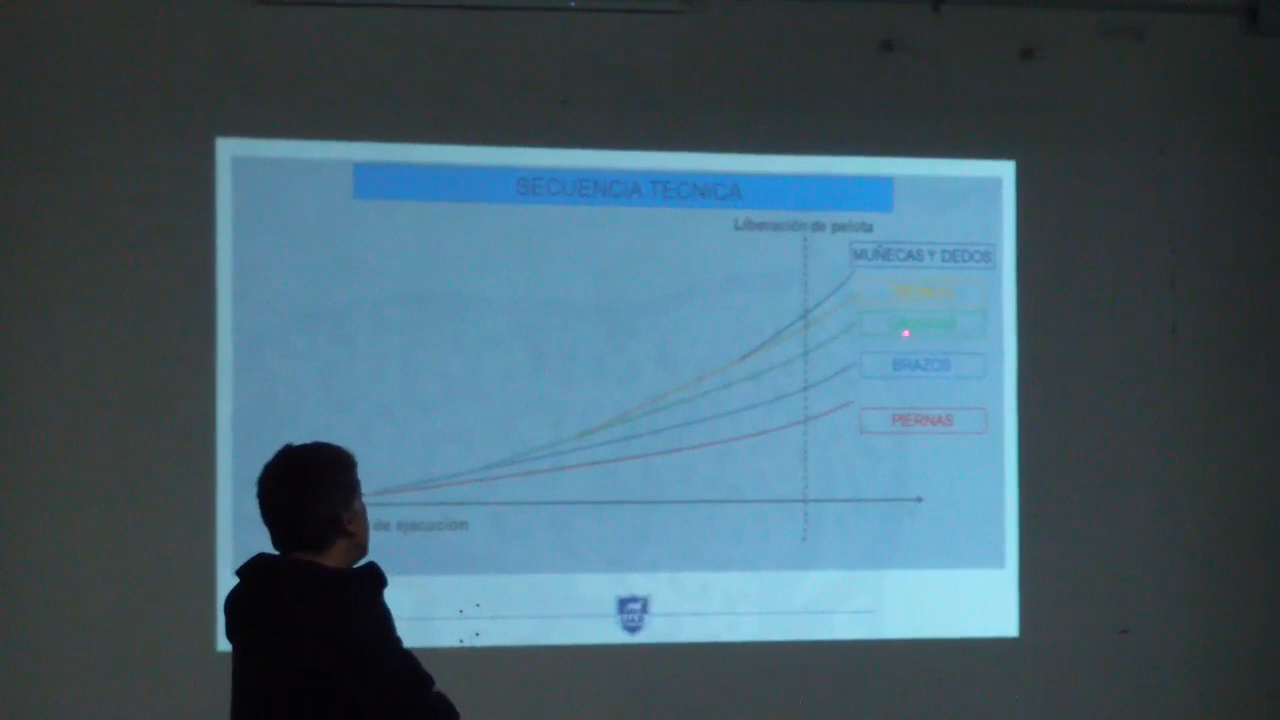 SECUENCIA TECNICA
Liberación de pelota
MUÑECAS Y DEDOS
BRAZOS
PIERNAS
de ejecución